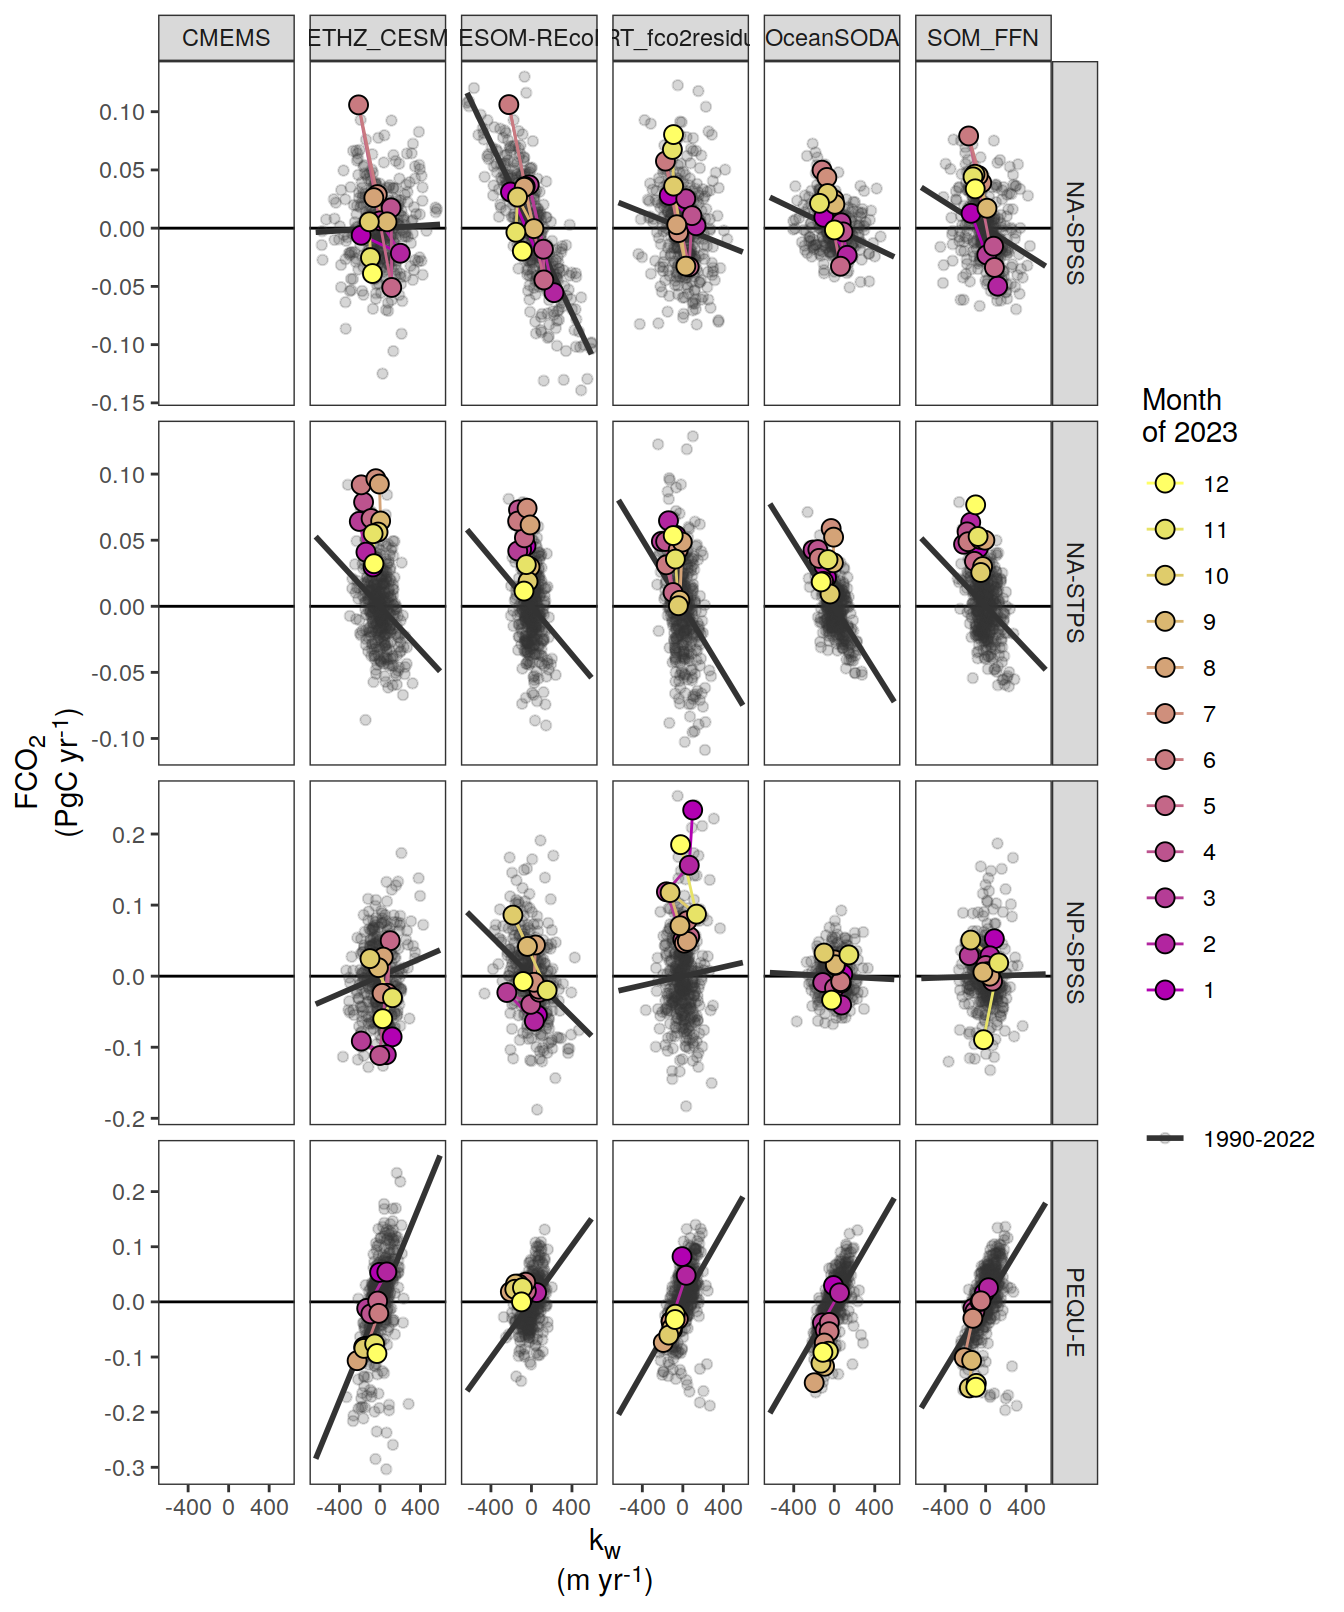 CMEMS ETHZ_CESM ESOM-REcoM RT_fco2residu OceanSODA SOM_FFN
0.10
0.05
0.00
-0.05
-0.10
-0.15
NA-SPSS
0.10
0.05
0.00
-0.05
-0.10
NA-STPS
0.2
0.1
0.0
-0.1
-0.2
NP-SPSS
0.2
0.1
0.0
-0.1
-0.2
-0.3
PEQU-E
FCO₂
(PgC yr⁻¹)
-400 0 400 -400 0 400 -400 0 400 -400 0 400 -400 0 400 -400 0 400
k_w
(m yr⁻¹)
Month
of 2023
12
11
10
9
8
7
6
5
4
3
2
1
1990-2022